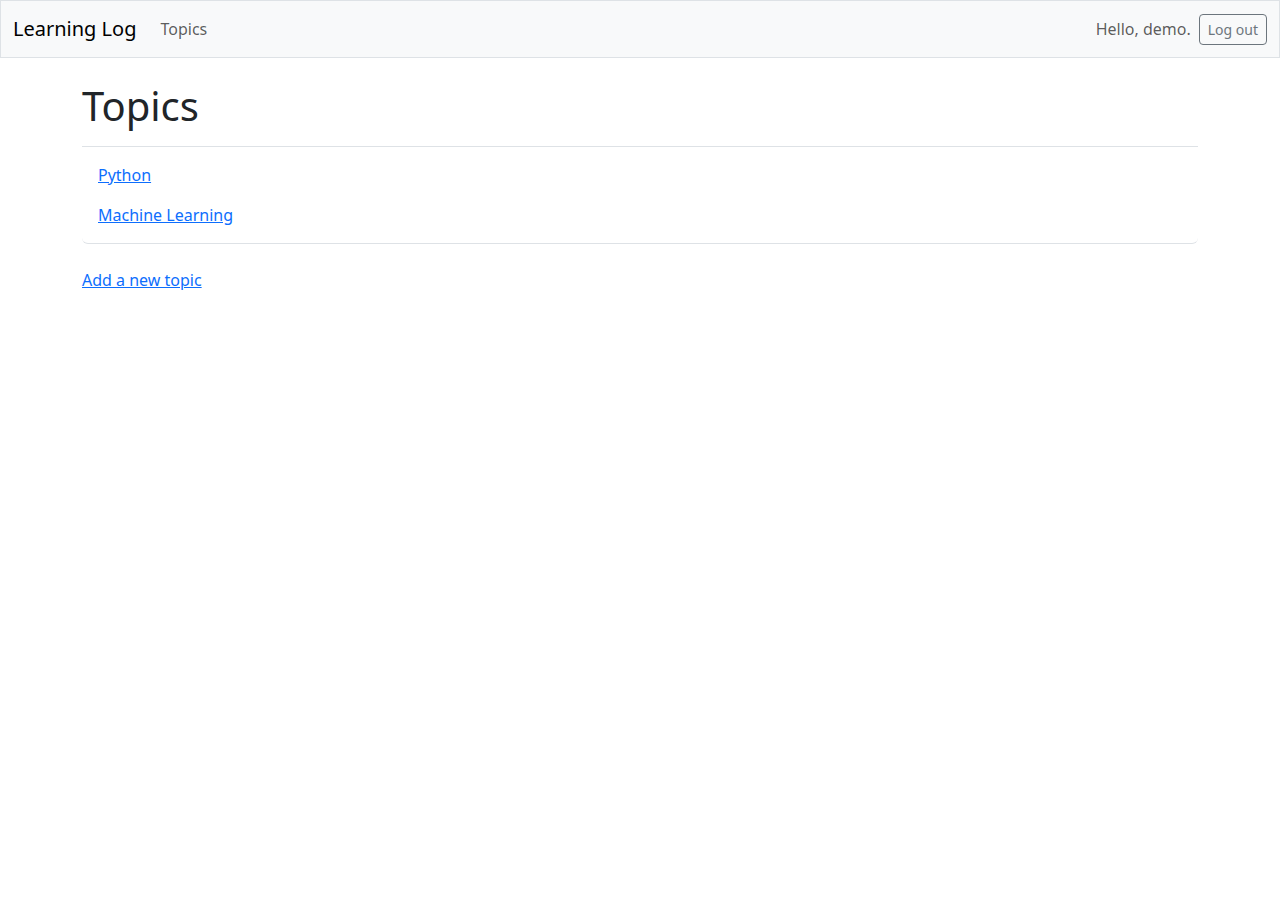 Learning Log Topics Hello, demo. Log out
Topics
Python
Machine Learning
Add a new topic